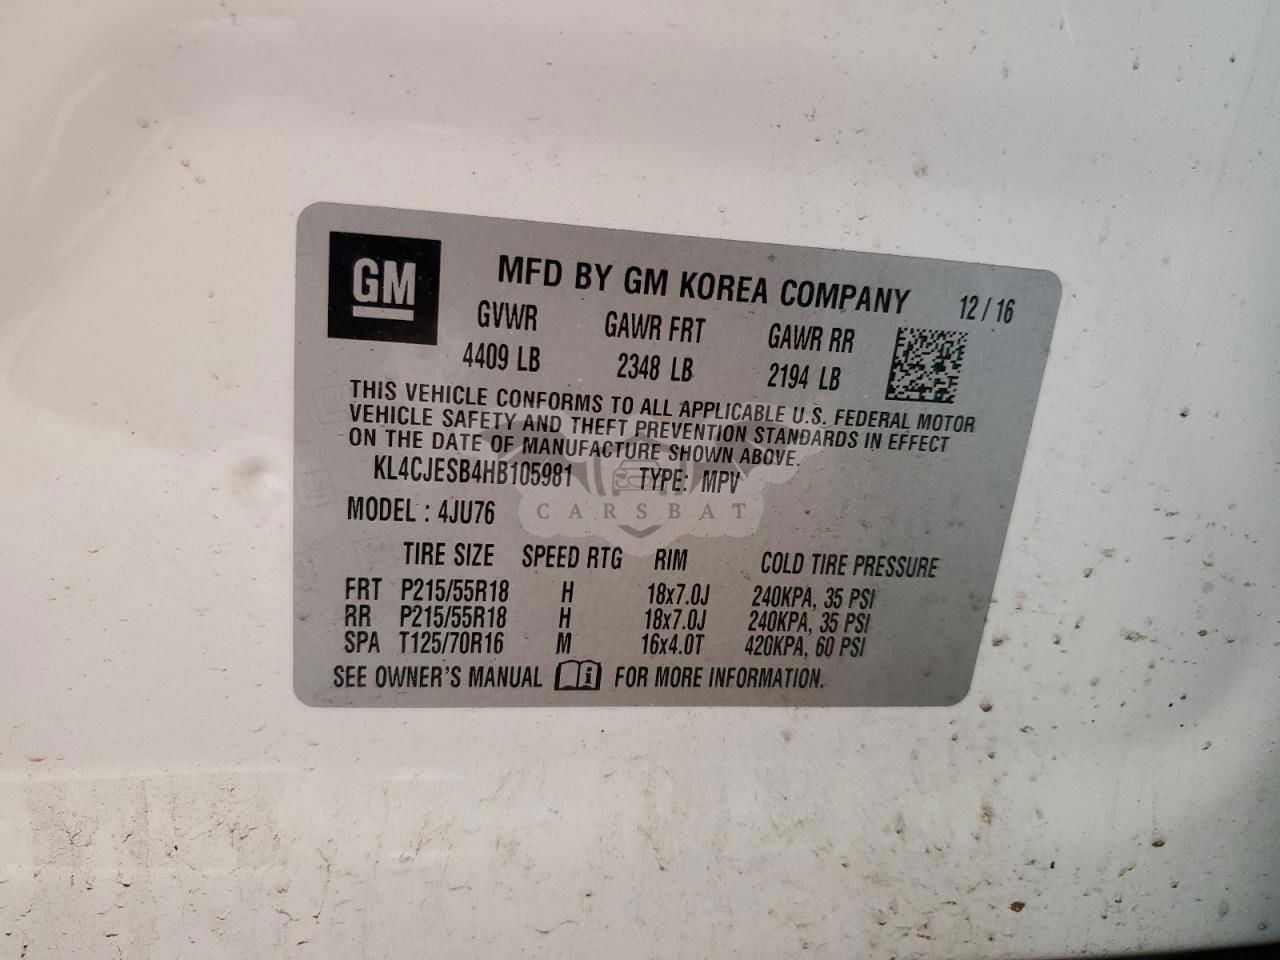 GM
MFD BY GM KOREA COMPANY 12 / 16
GVWR GAWR FRT GAWR RR
4409 LB 2348 LB 2194 LB
THIS VEHICLE CONFORMS TO ALL APPLICABLE U.S. FEDERAL MOTOR
VEHICLE SAFETY AND THEFT PREVENTION STANDARDS IN EFFECT
ON THE DATE OF MANUFACTURE SHOWN ABOVE.
KL4CJESB4HB105981 TYPE: MPV
CARSBAT
MODEL : 4JU76
TIRE SIZE SPEED RTG RIM COLD TIRE PRESSURE
FRT P215/55R18 H 18x7.0J 240KPA, 35 PSI
RR P215/55R18 H 18x7.0J 240KPA, 35 PSI
SPA T125/70R16 M 16x4.0T 420KPA, 60 PSI
SEE OWNER'S MANUAL i FOR MORE INFORMATION.